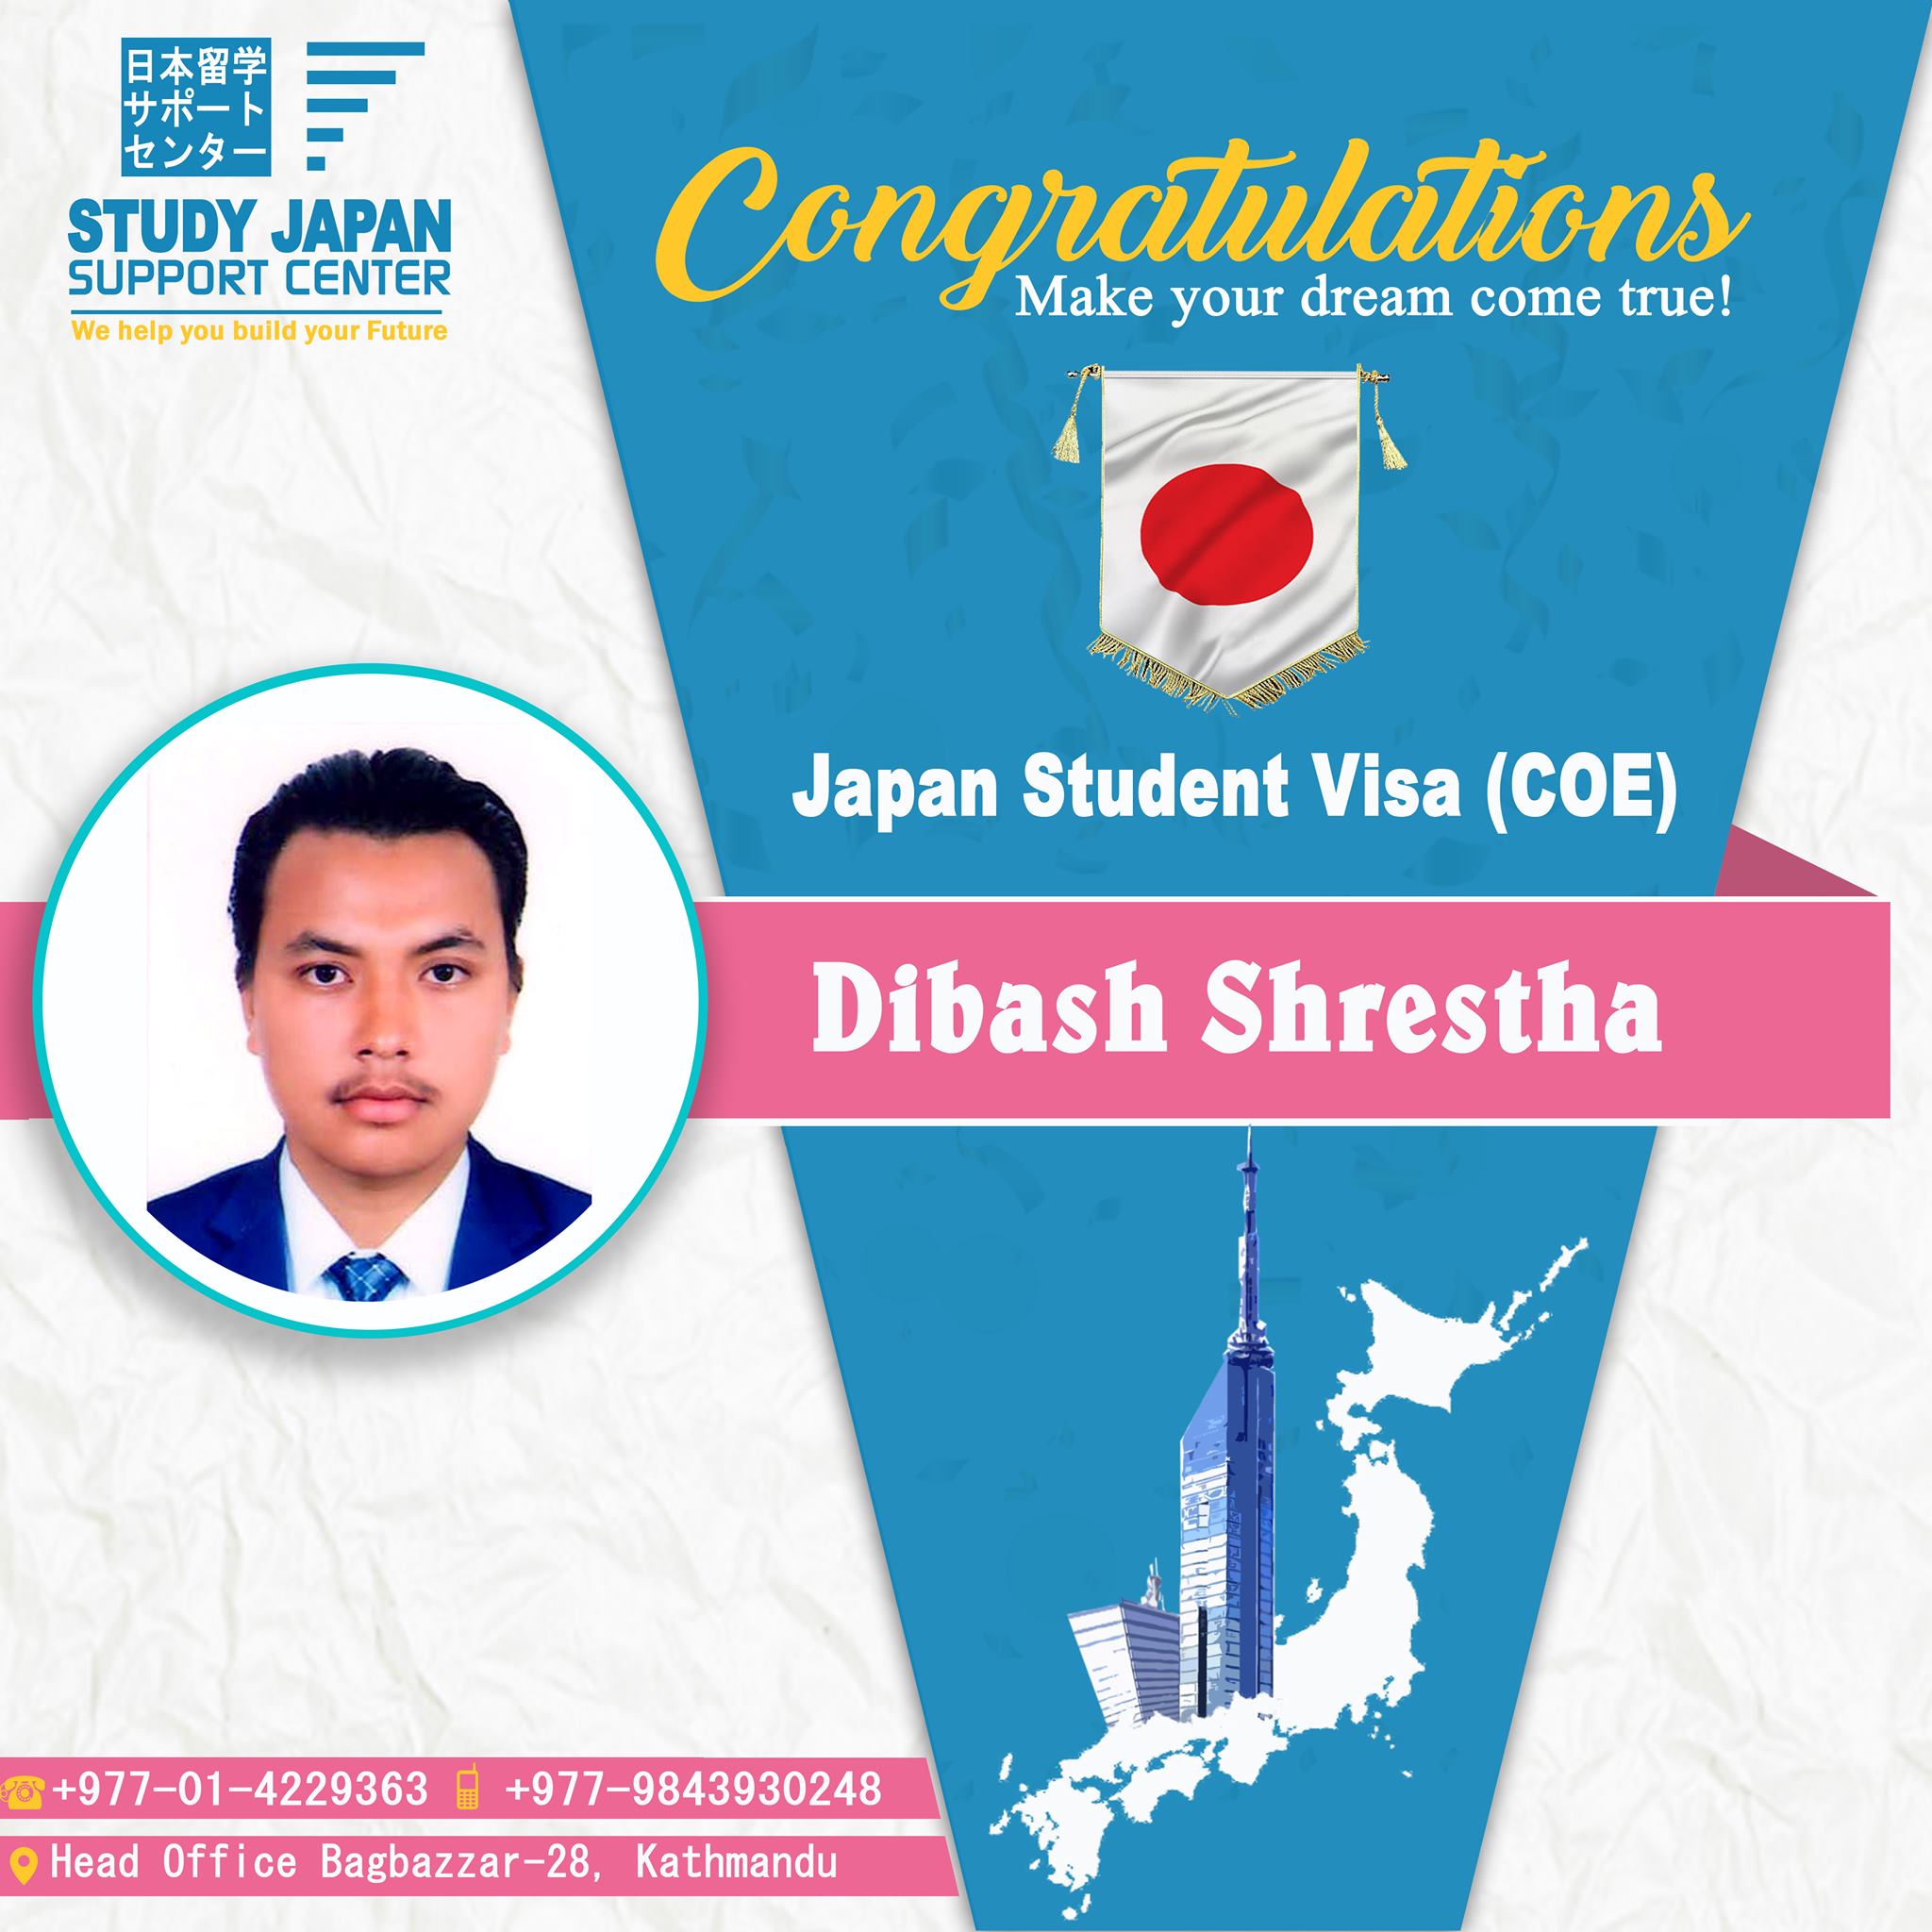 日本留学
サポート
センター
STUDY JAPAN
SUPPORT CENTER
We help you build your Future
Congratulations
Make your dream come true!
Japan Student Visa (COE)
Dibash Shrestha
+977-01-4229363 +977-9843930248
Head Office Bagbazzar-28, Kathmandu